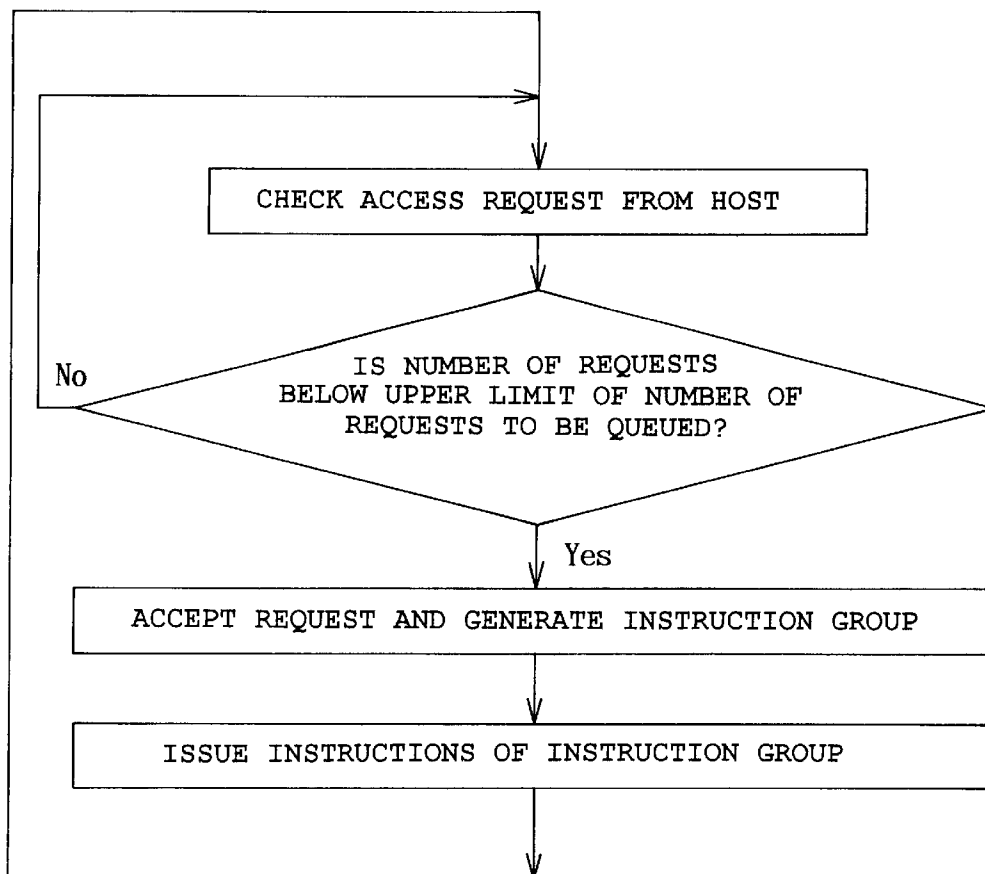 CHECK ACCESS REQUEST FROM HOST
IS NUMBER OF REQUESTS
BELOW UPPER LIMIT OF NUMBER OF
REQUESTS TO BE QUEUED?
No
Yes
ACCEPT REQUEST AND GENERATE INSTRUCTION GROUP
ISSUE INSTRUCTIONS OF INSTRUCTION GROUP